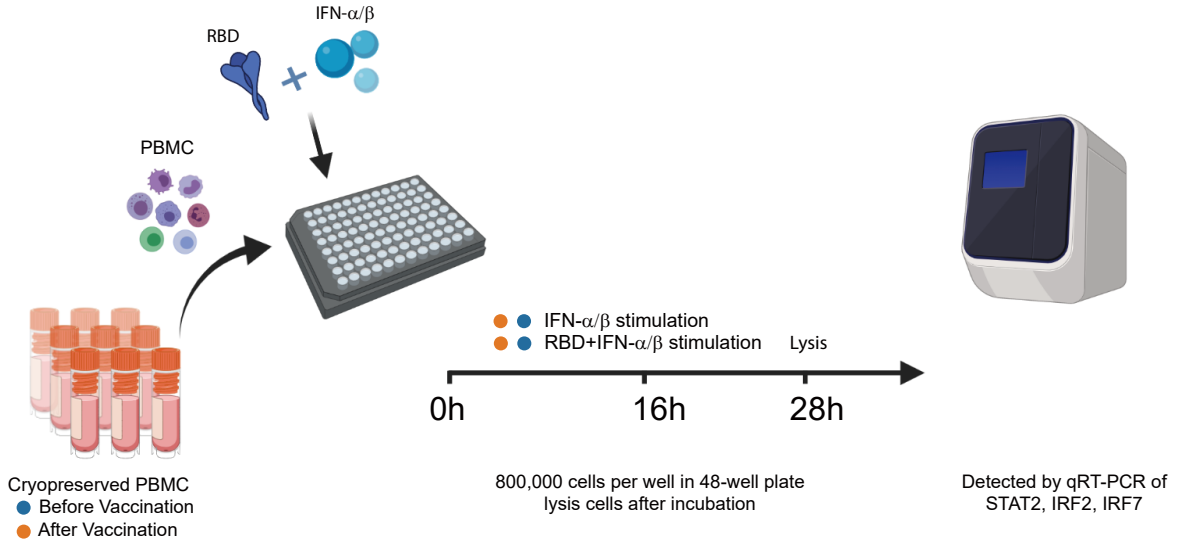 IFN-α/β
RBD
PBMC
IFN-α/β stimulation
RBD+IFN-α/β stimulation
Lysis
0h
16h
28h
Cryopreserved PBMC
Before Vaccination
After Vaccination
800,000 cells per well in 48-well plate
lysis cells after incubation
Detected by qRT-PCR of
STAT2, IRF2, IRF7